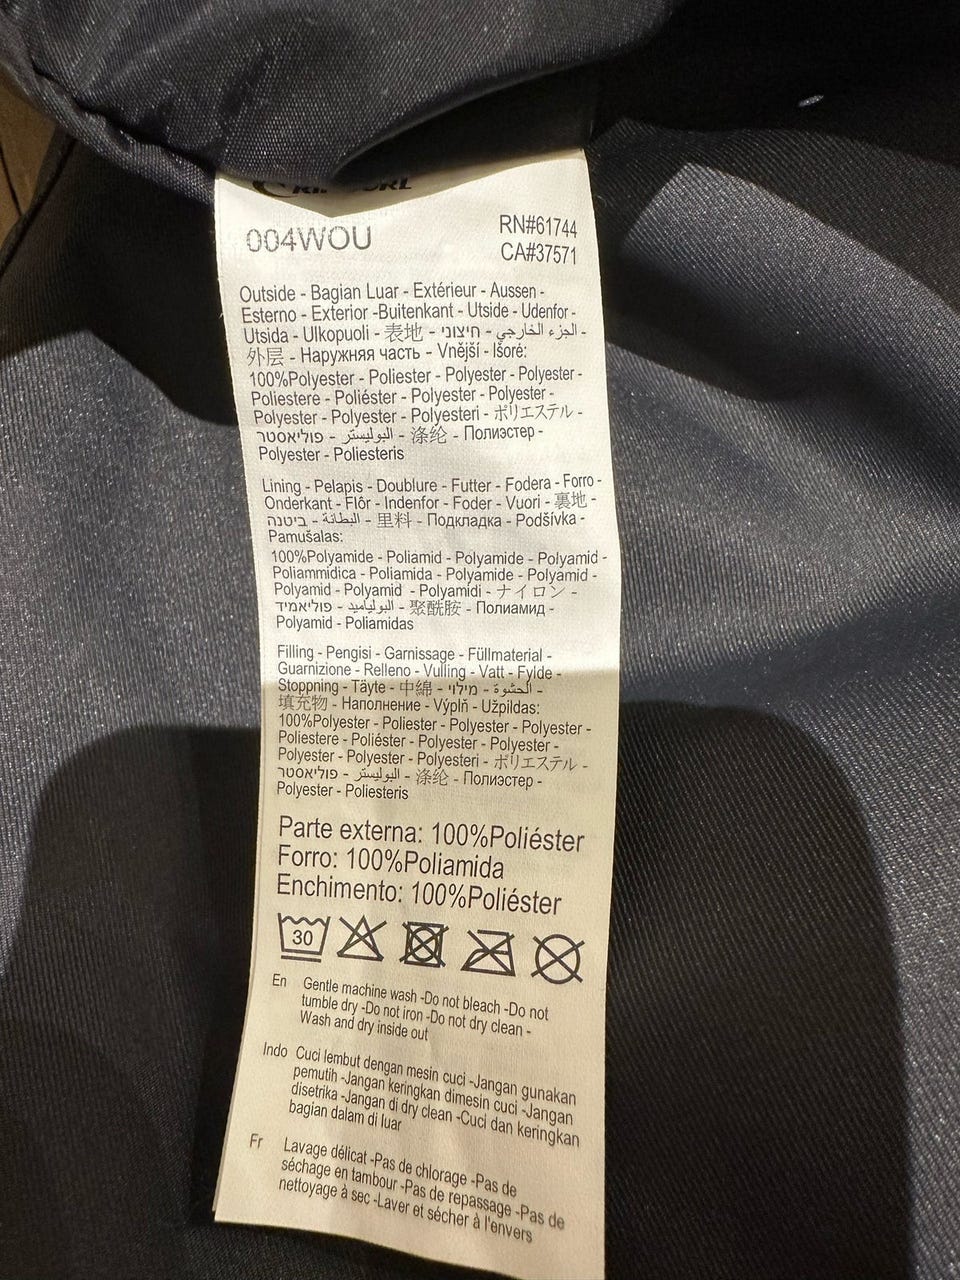 RIP CURL
004WOU
RN#61744
CA#37571
Outside - Bagian Luar - Extérieur - Aussen -
Esterno - Exterior -Buitenkant - Utside - Udenfor -
Utsida - Ulkopuoli - 表地 - חיצוני - الجزء الخارجي -
外层 - Наружняя часть - Vnější - Išorė:
100%Polyester - Poliester - Polyester - Polyester -
Poliestere - Poliéster - Polyester - Polyester -
Polyester - Polyester - Polyesteri - ポリエステル -
פוליאסטר - البوليستر - 涤纶 - Полиэстер -
Polyester - Poliesteris
Lining - Pelapis - Doublure - Futter - Fodera - Forro -
Onderkant - Flôr - Indenfor - Foder - Vuori - 裏地 -
ביטנה - البطانة - 里料 - Подкладка - Podšívka -
Pamušalas:
100%Polyamide - Poliamid - Polyamide - Polyamid -
Poliammidica - Poliamida - Polyamide - Polyamid -
Polyamid - Polyamid - Polyamidi - ナイロン -
פוליאמיד - البولياميد - 聚酰胺 - Полиамид -
Polyamid - Poliamidas
Filling - Pengisi - Garnissage - Füllmaterial -
Guarnizione - Relleno - Vulling - Vatt - Fylde -
Stoppning - Täyte - 中綿 - מילוי - الحشوة -
填充物 - Наполнение - Výplň - Užpildas:
100%Polyester - Poliester - Polyester - Polyester -
Poliestere - Poliéster - Polyester - Polyester -
Polyester - Polyester - Polyesteri - ポリエステル -
פוליאסטר - البوليستر - 涤纶 - Полиэстер -
Polyester - Poliesteris
Parte externa: 100%Poliéster
Forro: 100%Poliamida
Enchimento: 100%Poliéster
30
En Gentle machine wash -Do not bleach -Do not
tumble dry -Do not iron -Do not dry clean -
Wash and dry inside out
Indo Cuci lembut dengan mesin cuci -Jangan gunakan
pemutih -Jangan keringkan dimesin cuci -Jangan
disetrika -Jangan di dry clean -Cuci dan keringkan
bagian dalam di luar
Fr Lavage délicat -Pas de chlorage -Pas de
séchage en tambour -Pas de repassage -Pas de
nettoyage à sec -Laver et sécher à l'envers